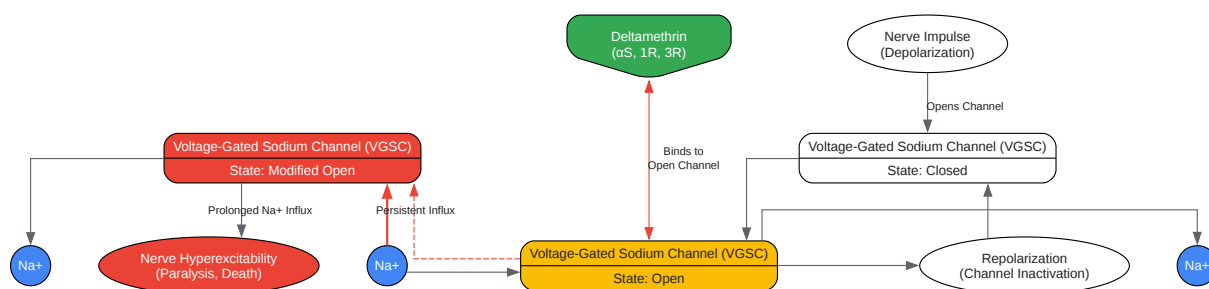 Deltamethrin
(αS, 1R, 3R)
Nerve Impulse
(Depolarization)
Opens Channel
Voltage-Gated Sodium Channel (VGSC)
State: Modified Open
Binds to
Open Channel
Voltage-Gated Sodium Channel (VGSC)
State: Closed
Prolonged Na+ Influx
Persistent Influx
Na+
Nerve Hyperexcitability
(Paralysis, Death)
Na+
Voltage-Gated Sodium Channel (VGSC)
State: Open
Repolarization
(Channel Inactivation)
Na+